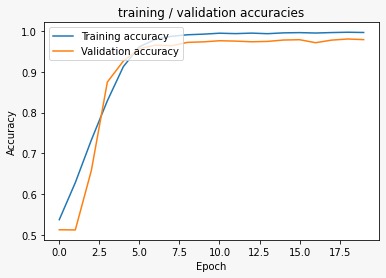 training / validation accuracies
Training accuracy
Validation accuracy
Accuracy
1.0
0.9
0.8
0.7
0.6
0.5
0.0 2.5 5.0 7.5 10.0 12.5 15.0 17.5
Epoch